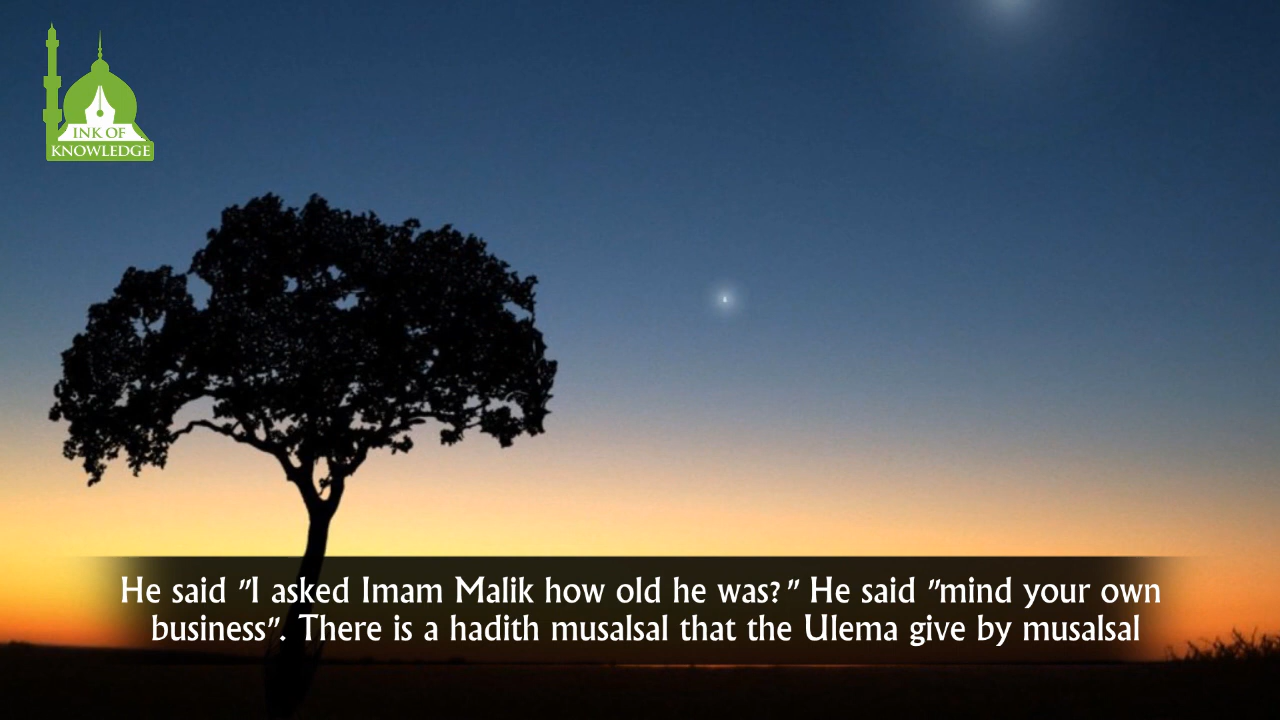 INK OF
KNOWLEDGE
He said "I asked Imam Malik how old he was?" He said "mind your own
business". There is a hadith musalsal that the Ulema give by musalsal